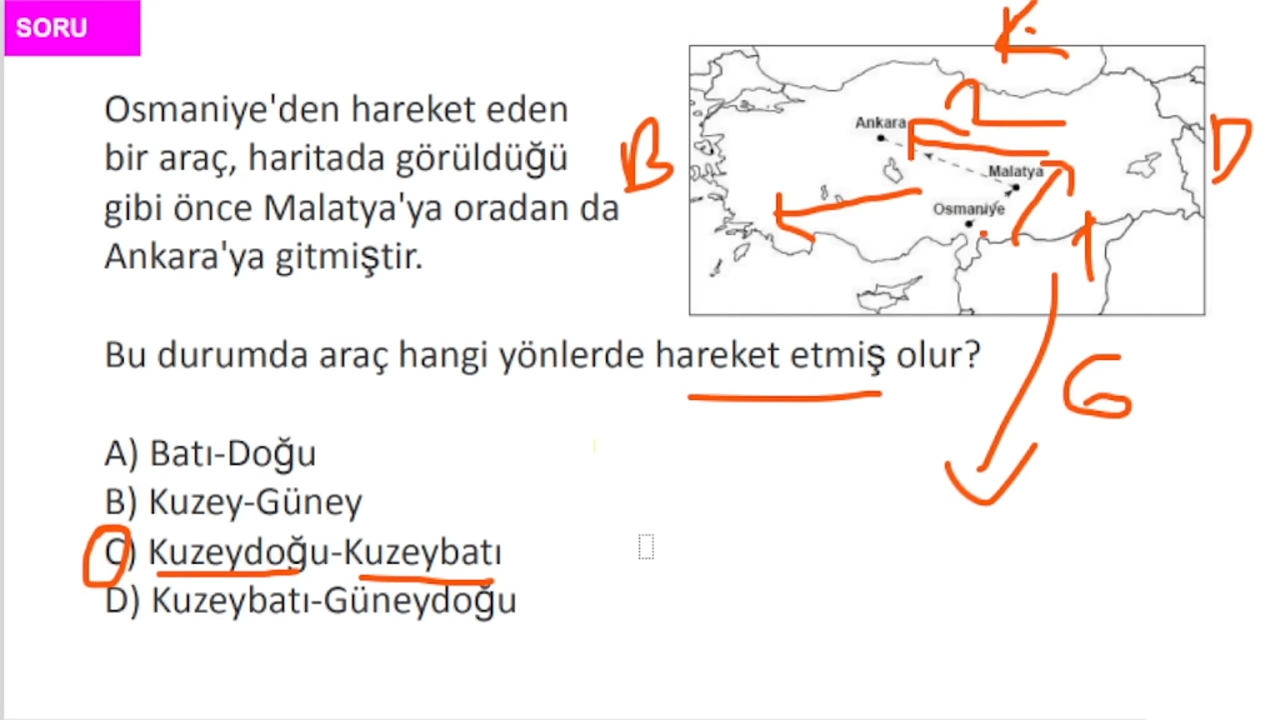 SORU
Osmaniye'den hareket eden
bir araç, haritada görüldüğü
gibi önce Malatya'ya oradan da
Ankara'ya gitmiştir.
K
B
D
Ankara
Malatya
Osmaniye
G
Bu durumda araç hangi yönlerde hareket etmiş olur?
A) Batı-Doğu
B) Kuzey-Güney
C) Kuzeydoğu-Kuzeybatı
D) Kuzeybatı-Güneydoğu